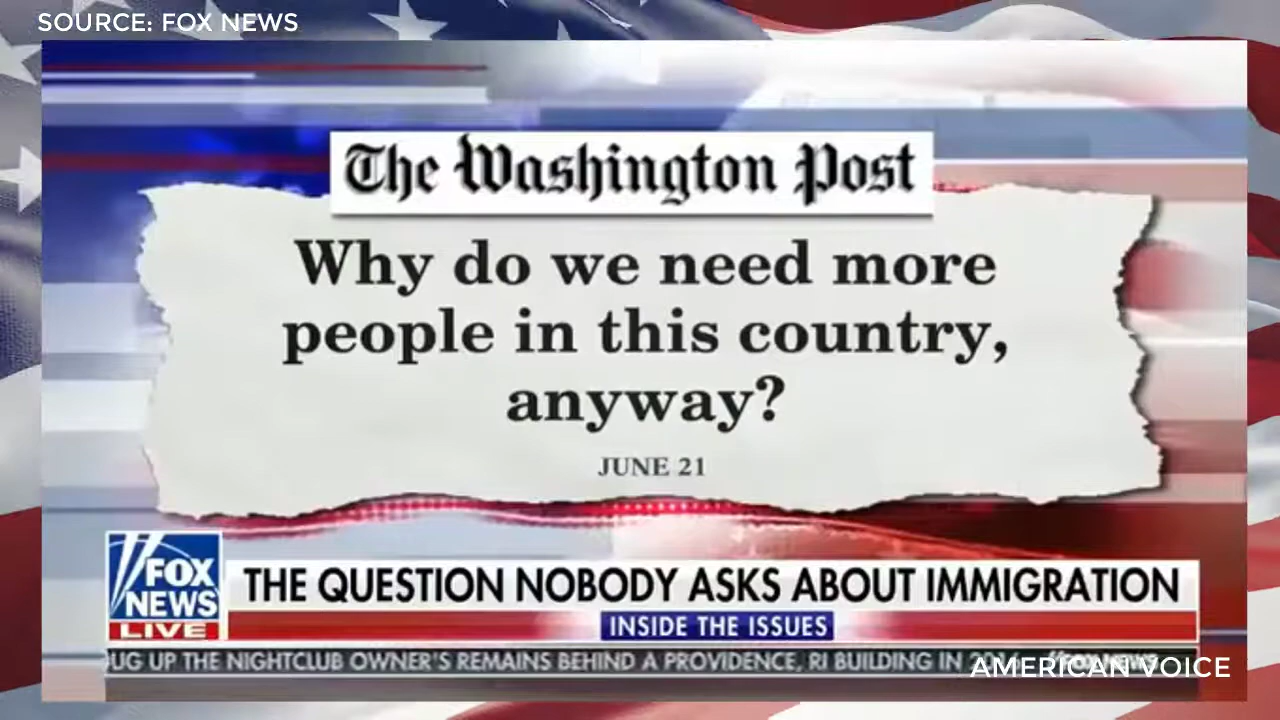 SOURCE: FOX NEWS
The Washington Post
Why do we need more
people in this country,
anyway?
JUNE 21
FOX
NEWS
LIVE
THE QUESTION NOBODY ASKS ABOUT IMMIGRATION
INSIDE THE ISSUES
UG UP THE NIGHTCLUB OWNER'S REMAINS BEHIND A PROVIDENCE, RI BUILDING IN
AMERICAN VOICE